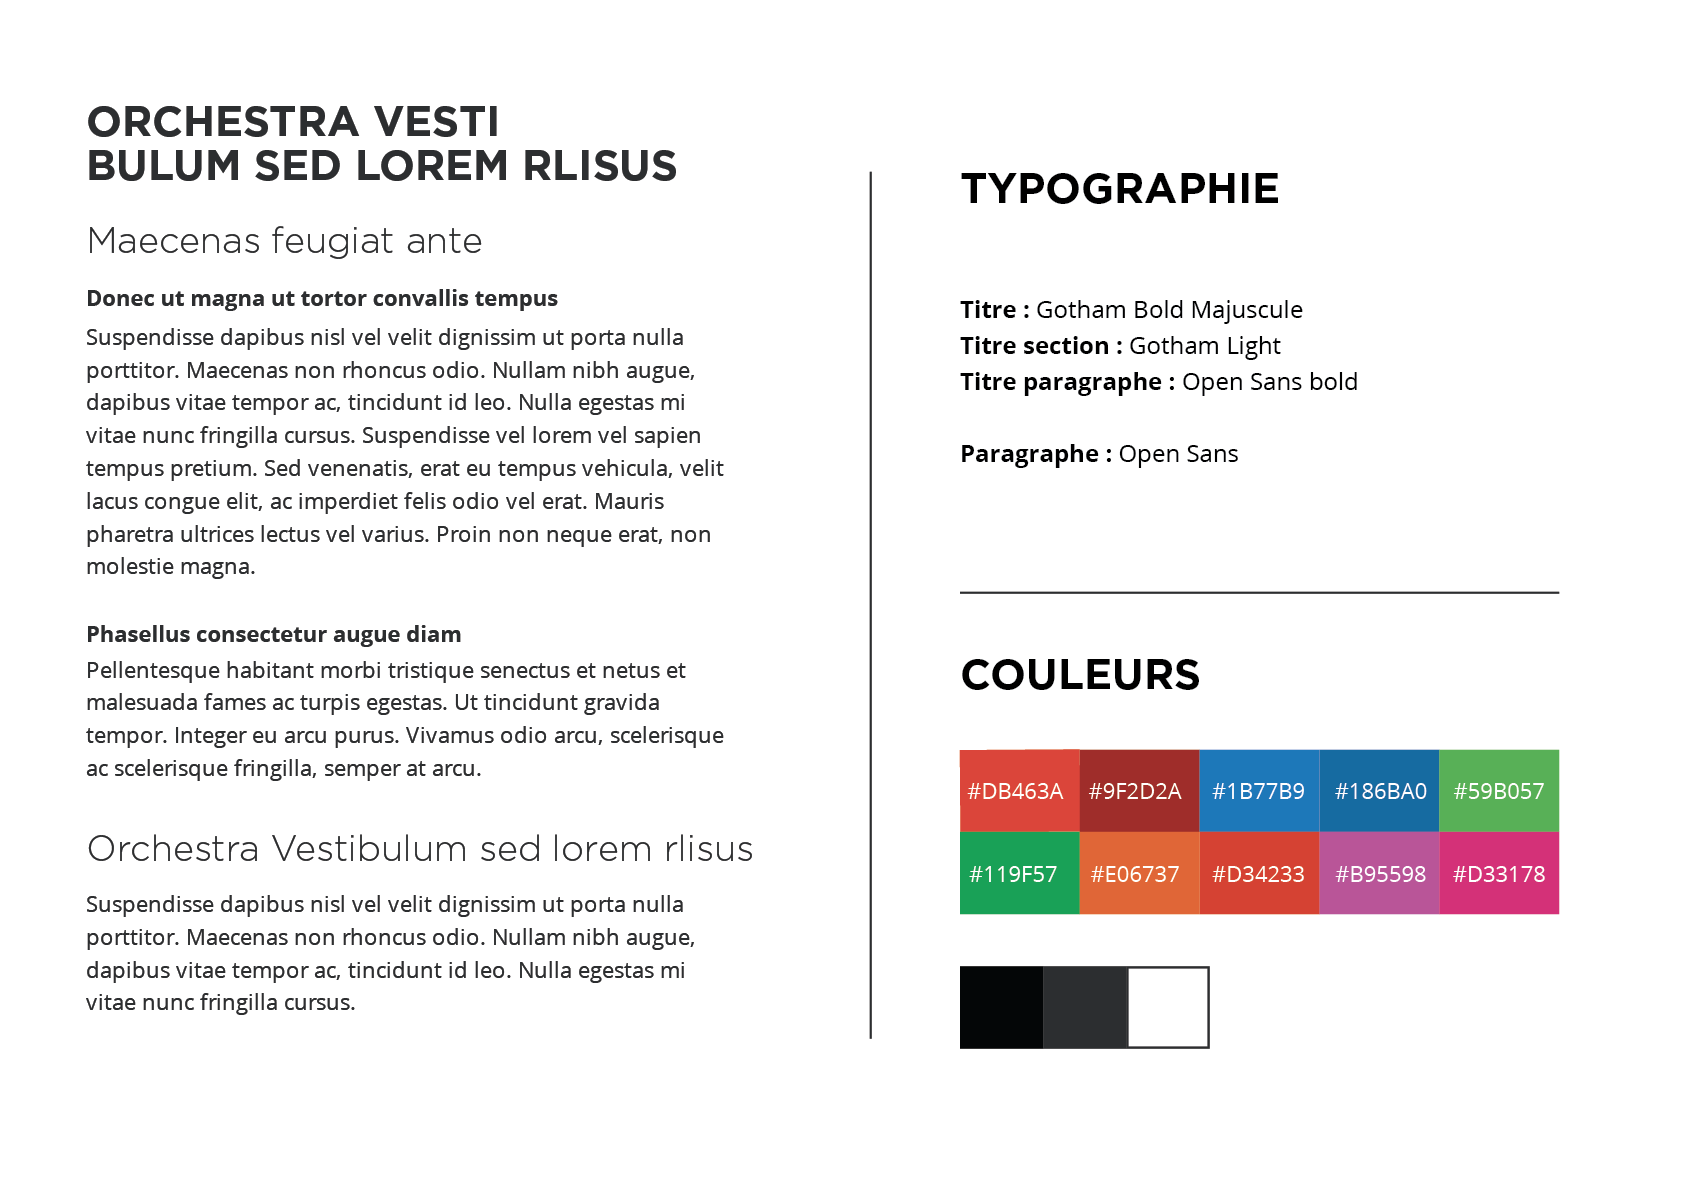 ORCHESTRA VESTI
BULUM SED LOREM RLISUS
Maecenas feugiat ante
Donec ut magna ut tortor convallis tempus
Suspendisse dapibus nisl vel velit dignissim ut porta nulla
porttitor. Maecenas non rhoncus odio. Nullam nibh augue,
dapibus vitae tempor ac, tincidunt id leo. Nulla egestas mi
vitae nunc fringilla cursus. Suspendisse vel lorem vel sapien
tempus pretium. Sed venenatis, erat eu tempus vehicula, velit
lacus congue elit, ac imperdiet felis odio vel erat. Mauris
pharetra ultrices lectus vel varius. Proin non neque erat, non
molestie magna.
Phasellus consectetur augue diam
Pellentesque habitant morbi tristique senectus et netus et
malesuada fames ac turpis egestas. Ut tincidunt gravida
tempor. Integer eu arcu purus. Vivamus odio arcu, scelerisque
ac scelerisque fringilla, semper at arcu.
Orchestra Vestibulum sed lorem rlisus
Suspendisse dapibus nisl vel velit dignissim ut porta nulla
porttitor. Maecenas non rhoncus odio. Nullam nibh augue,
dapibus vitae tempor ac, tincidunt id leo. Nulla egestas mi
vitae nunc fringilla cursus.
TYPOGRAPHIE
Titre : Gotham Bold Majuscule
Titre section : Gotham Light
Titre paragraphe : Open Sans bold
Paragraphe : Open Sans
COULEURS
#DB463A #9F2D2A #1B77B9 #186BA0 #59B057
#119F57 #E06737 #D34233 #B95598 #D33178